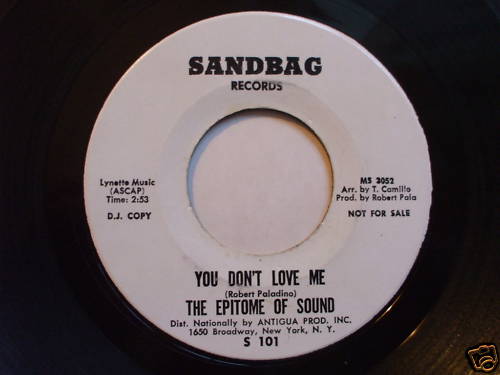 SANDBAG
RECORDS
Lynette Music
(ASCAP)
Time: 2:53
D.J. COPY
MS 3052
Arr. by T. Camillo
Prod. by Robert Pala
NOT FOR SALE
YOU DON'T LOVE ME
(Robert Paladino)
THE EPITOME OF SOUND
Dist. Nationally by ANTIGUA PROD. INC.
1650 Broadway, New York, N. Y.
S 101